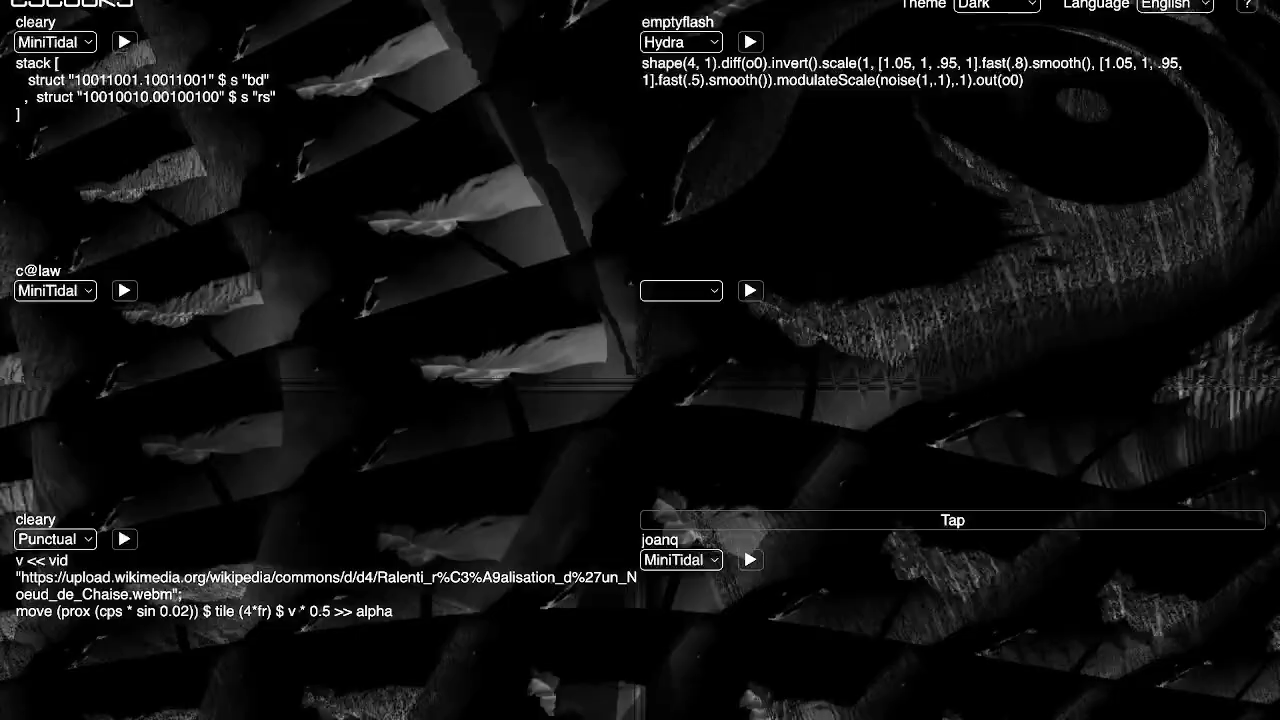 Theme Dark Language English ?
cleary
MiniTidal
stack [
struct "10011001.10011001" $ s "bd"
, struct "10010010.00100100" $ s "rs"
]
emptyflash
Hydra
shape(4, 1).diff(o0).invert().scale(1, [1.05, 1, .95, 1].fast(.8).smooth(), [1.05, 1, .95,
1].fast(.5).smooth()).modulateScale(noise(1,.1),.1).out(o0)
c@law
MiniTidal
cleary
Punctual
v << vid
"https://upload.wikimedia.org/wikipedia/commons/d/d4/Ralenti_r%C3%A9alisation_d%27un_N
oeud_de_Chaise.webm";
move (prox (cps * sin 0.02)) $ tile (4*fr) $ v * 0.5 >> alpha
Tap
joanq
MiniTidal